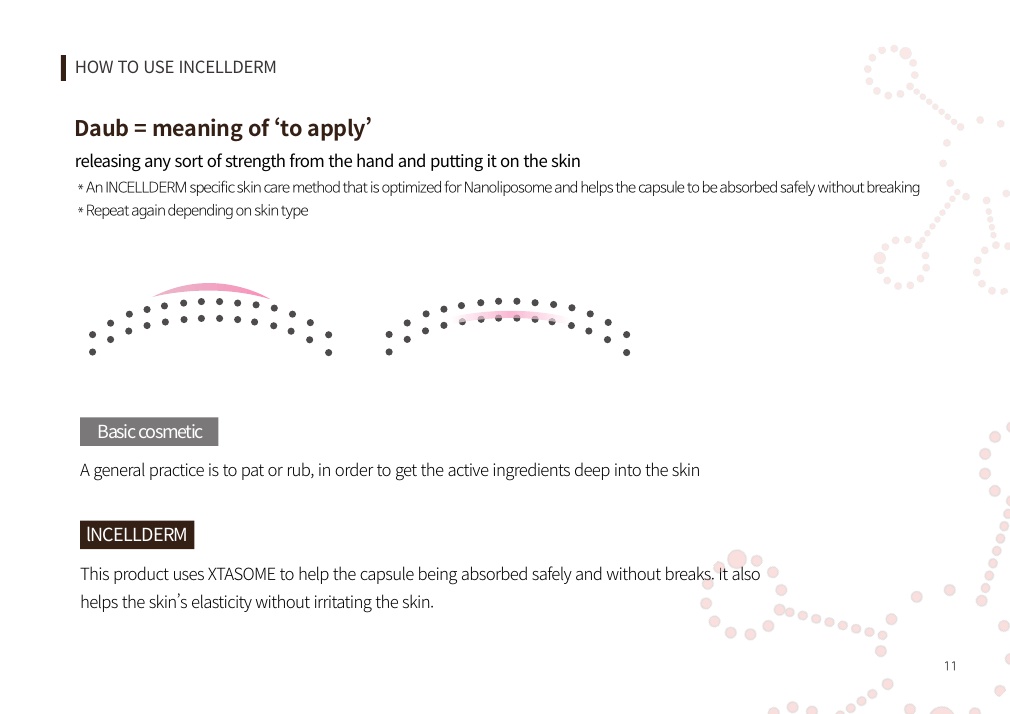 HOW TO USE INCELLDERM
Daub = meaning of ‘to apply’
releasing any sort of strength from the hand and putting it on the skin
* An INCELLDERM specific skin care method that is optimized for Nanoliposome and helps the capsule to be absorbed safely without breaking
* Repeat again depending on skin type
Basic cosmetic
A general practice is to pat or rub, in order to get the active ingredients deep into the skin
INCELLDERM
This product uses XTASOME to help the capsule being absorbed safely and without breaks. It also
helps the skin’s elasticity without irritating the skin.
11